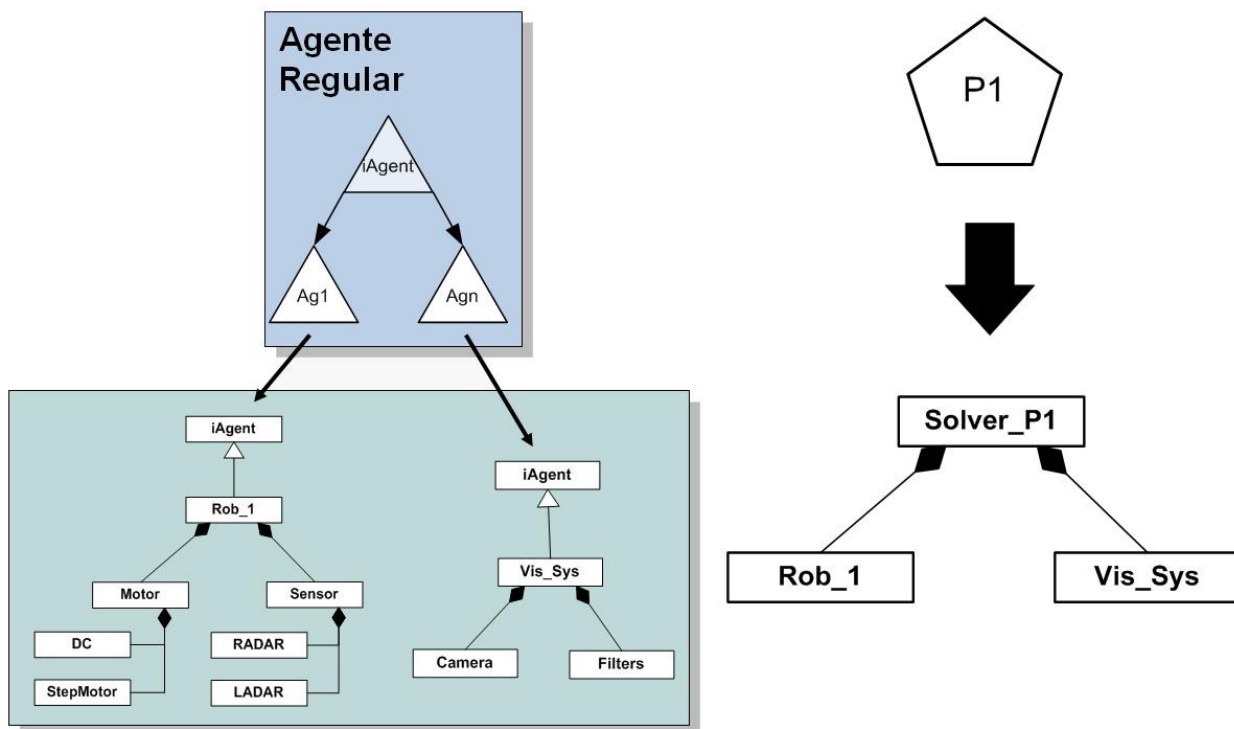 Agente
Regular
iAgent
Ag1
Agn
iAgent
Rob_1
Motor
Sensor
DC
StepMotor
RADAR
LADAR
iAgent
Vis_Sys
Camera
Filters
P1
Solver_P1
Rob_1
Vis_Sys